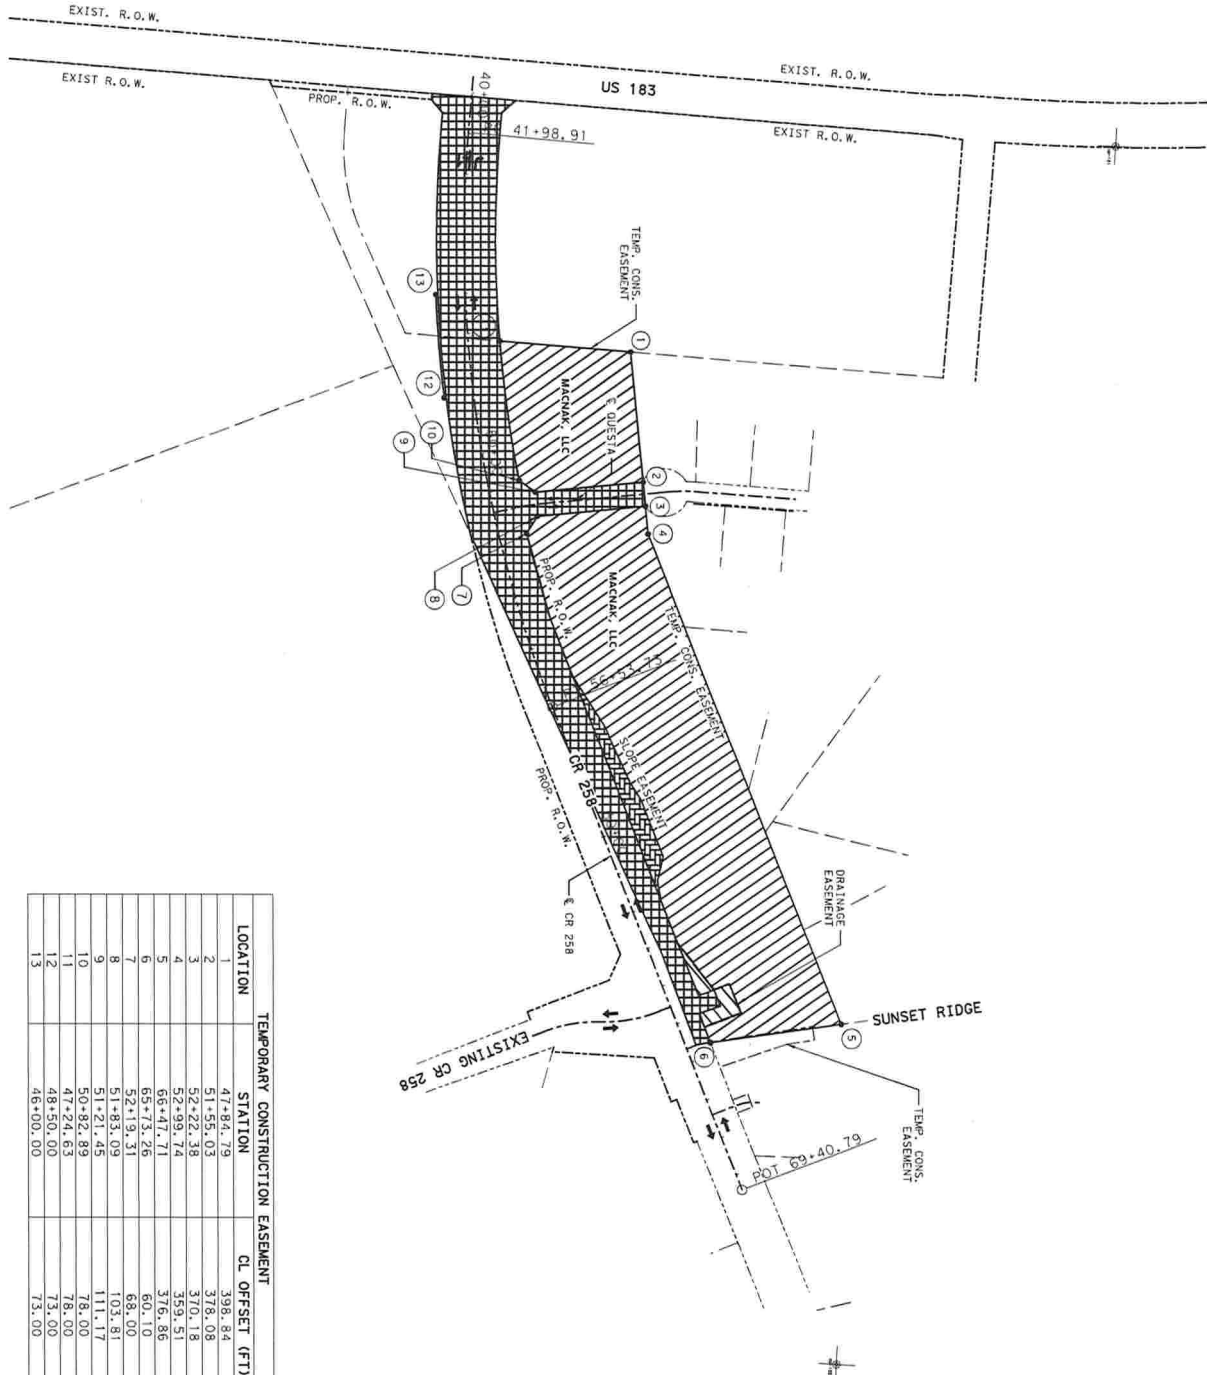 EXIST. R.O.W.
EXIST R.O.W.
PROP. R.O.W.
US 183
EXIST. R.O.W.
EXIST R.O.W.
41+98.91
TEMP. CONS.
EASEMENT
1
13
12
10
9
MACNAK, LLC
℄ QUESTA
2
3
4
8
7
PROP. R.O.W.
MACNAK, LLC
TEMP. CONS. EASEMENT
SLOPE EASEMENT
CR 258
PROP. R.O.W.
℄ CR 258
DRAINAGE
EASEMENT
SUNSET RIDGE
5
6
EXISTING CR 258
TEMP. CONS.
EASEMENT
POT 69+40.79
TEMPORARY CONSTRUCTION EASEMENT
LOCATION STATION CL OFFSET (FT)
1 47+84.79 398.84
2 51+55.03 378.08
3 52+22.38 370.18
4 52+99.74 359.51
5 66+47.71 376.86
6 65+73.26 60.10
7 52+19.31 68.00
8 51+83.09 103.81
9 51+21.45 111.17
10 50+82.89 78.00
11 47+24.63 78.00
12 48+50.00 73.00
13 46+00.00 73.00